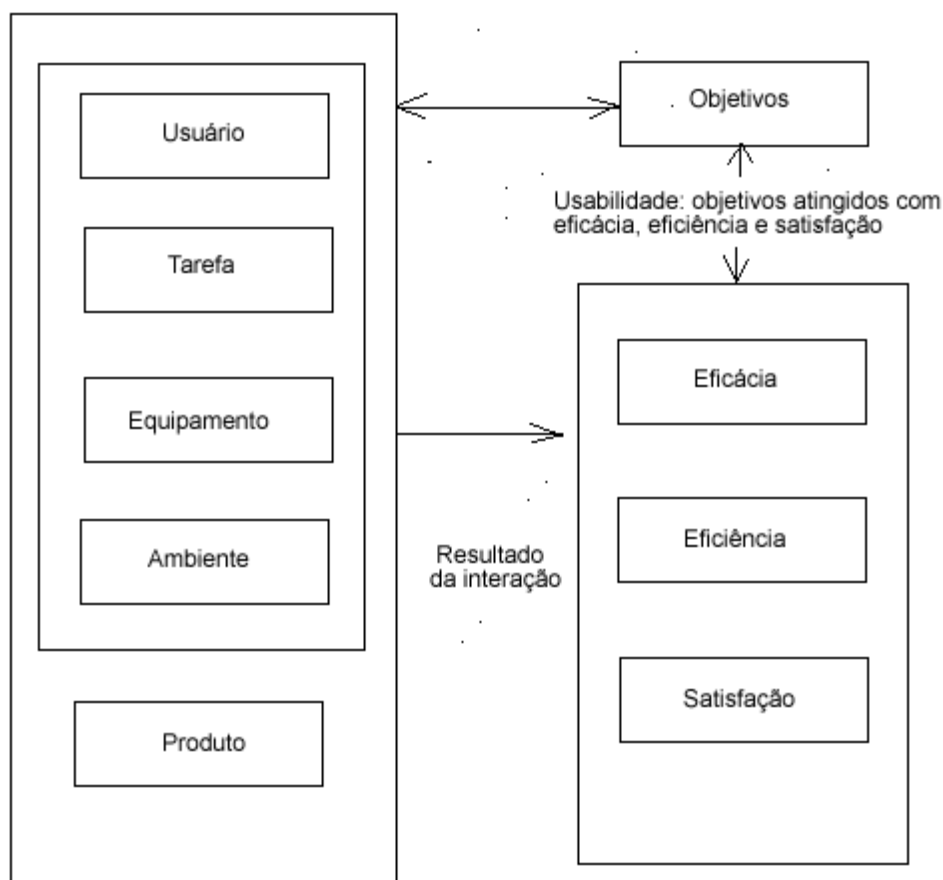 Usuário
Tarefa
Equipamento
Ambiente
Produto
Objetivos
Usabilidade: objetivos atingidos com
eficácia, eficiência e satisfação
Resultado
da interação
Eficácia
Eficiência
Satisfação